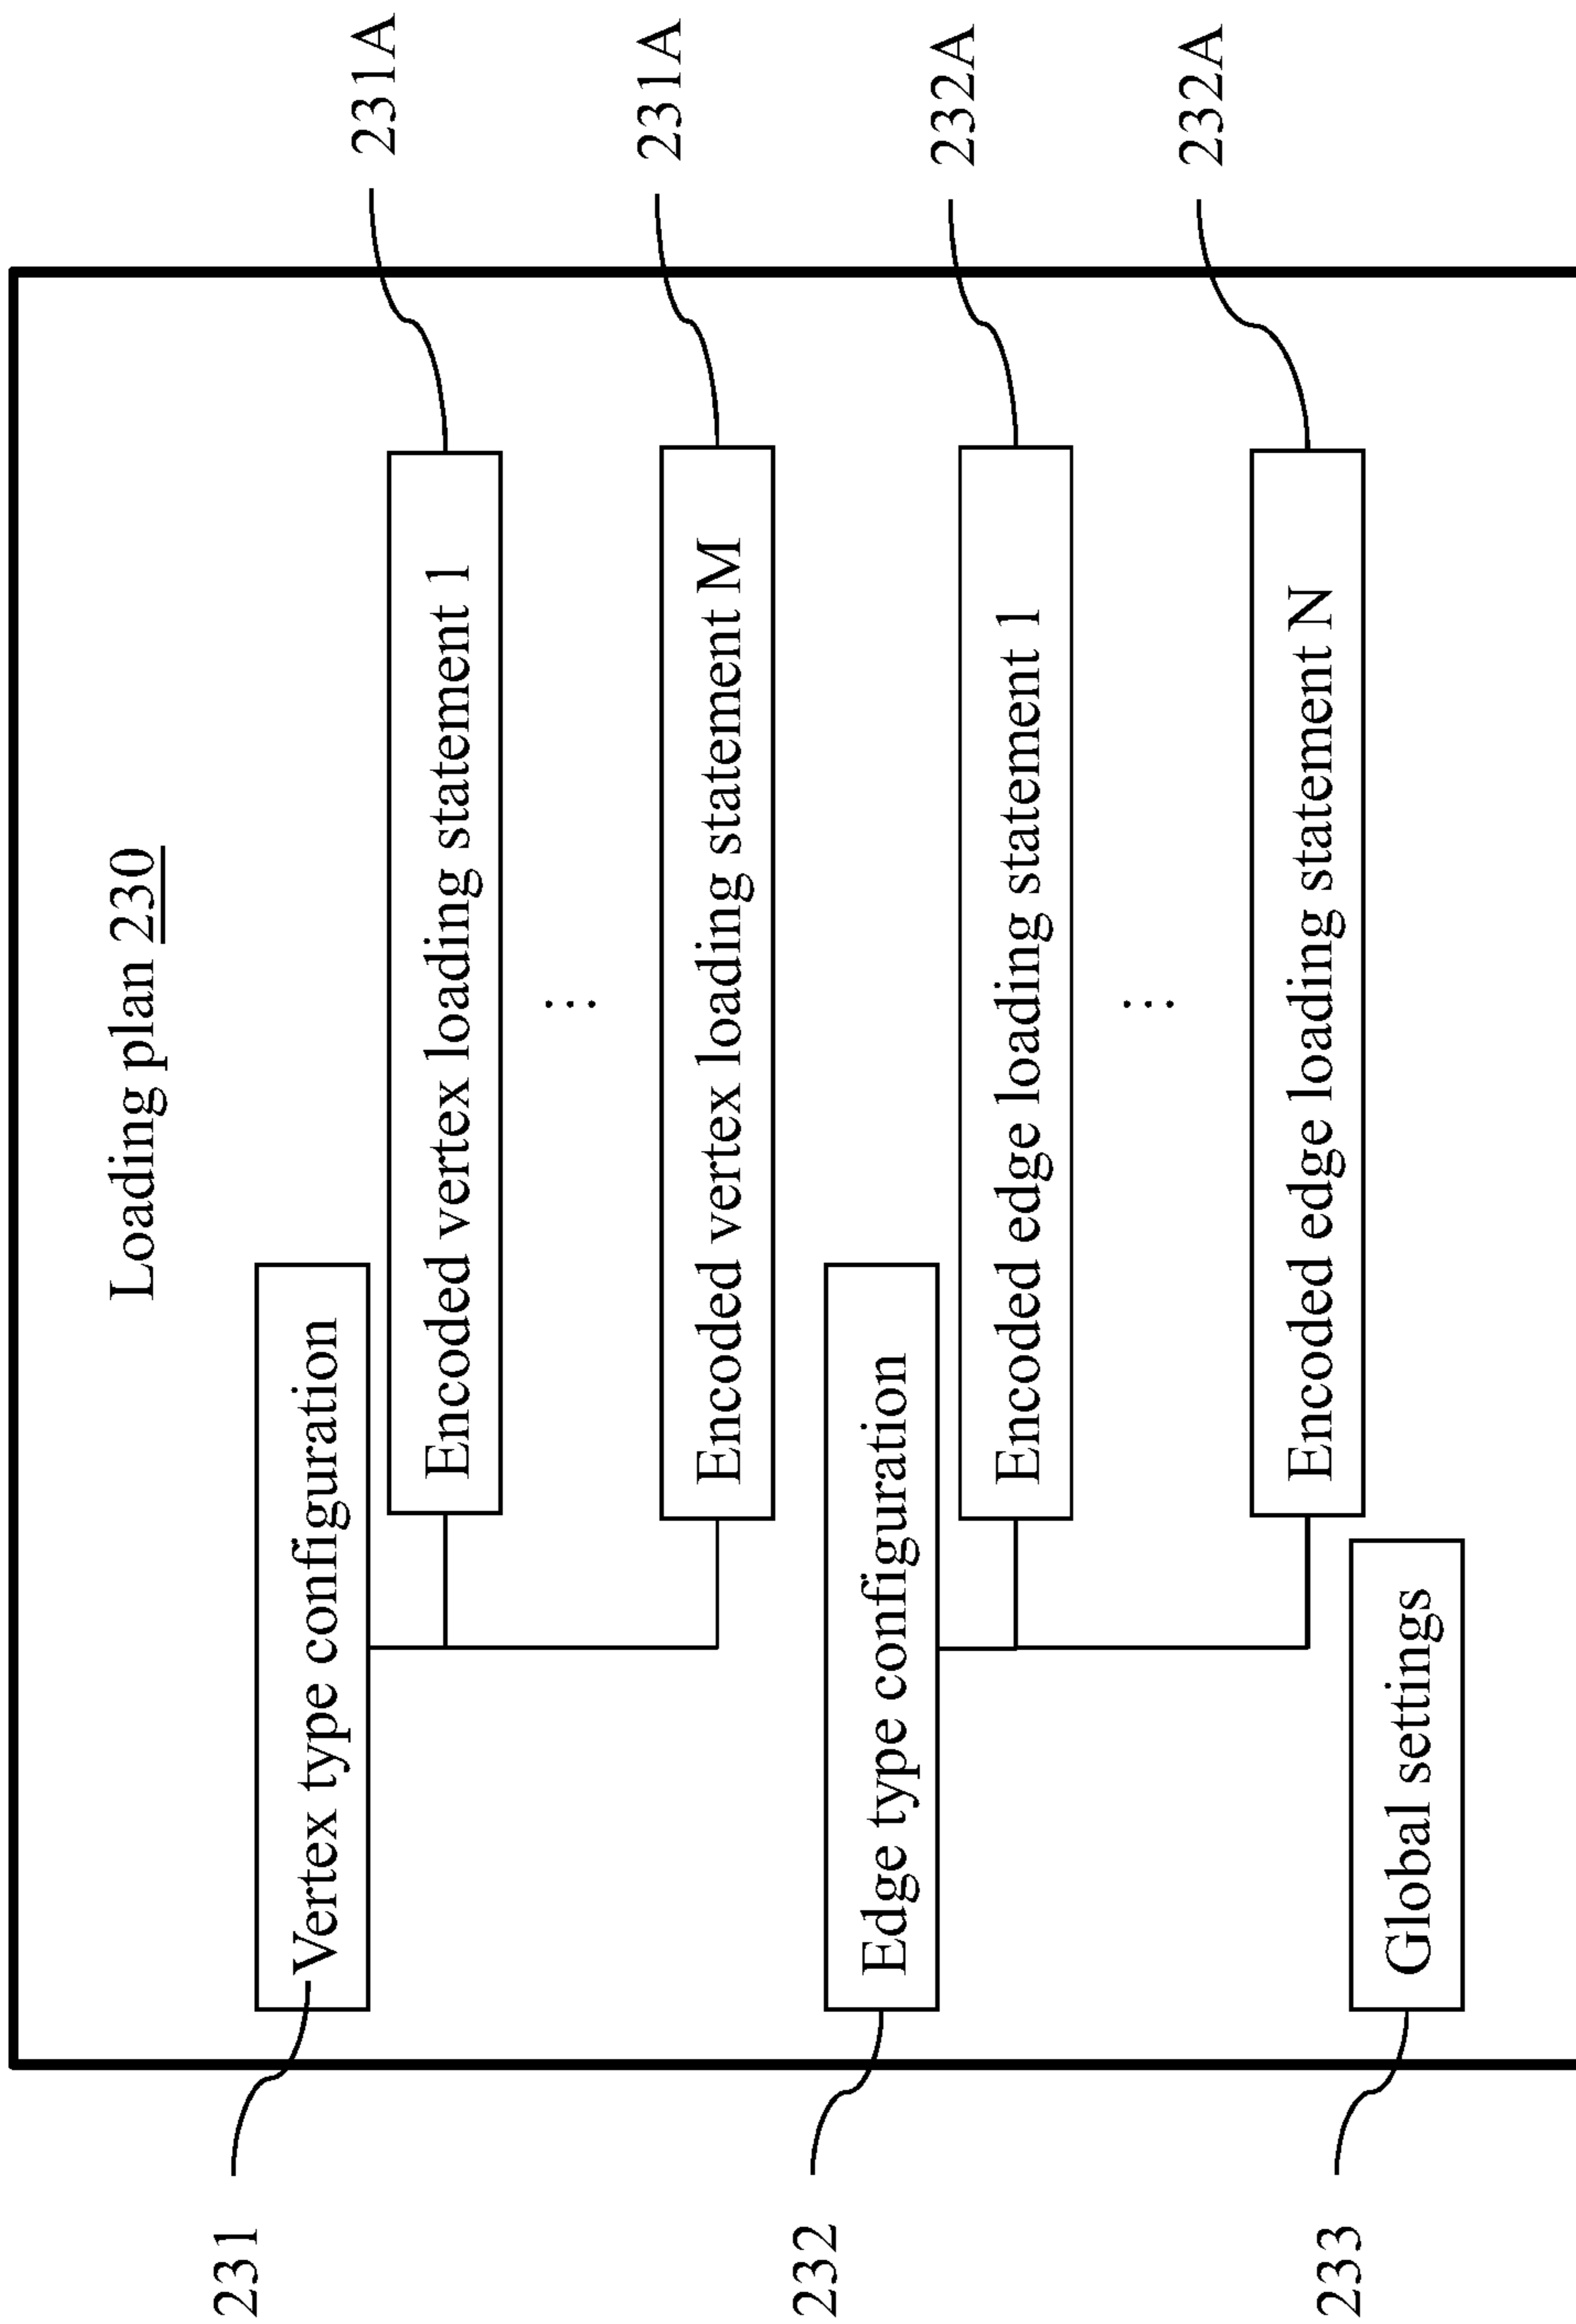 Loading plan 230
231
Vertex type configuration
Encoded vertex loading statement 1
231A
...
Encoded vertex loading statement M
231A
232
Edge type configuration
Encoded edge loading statement 1
232A
...
Encoded edge loading statement N
232A
233
Global settings